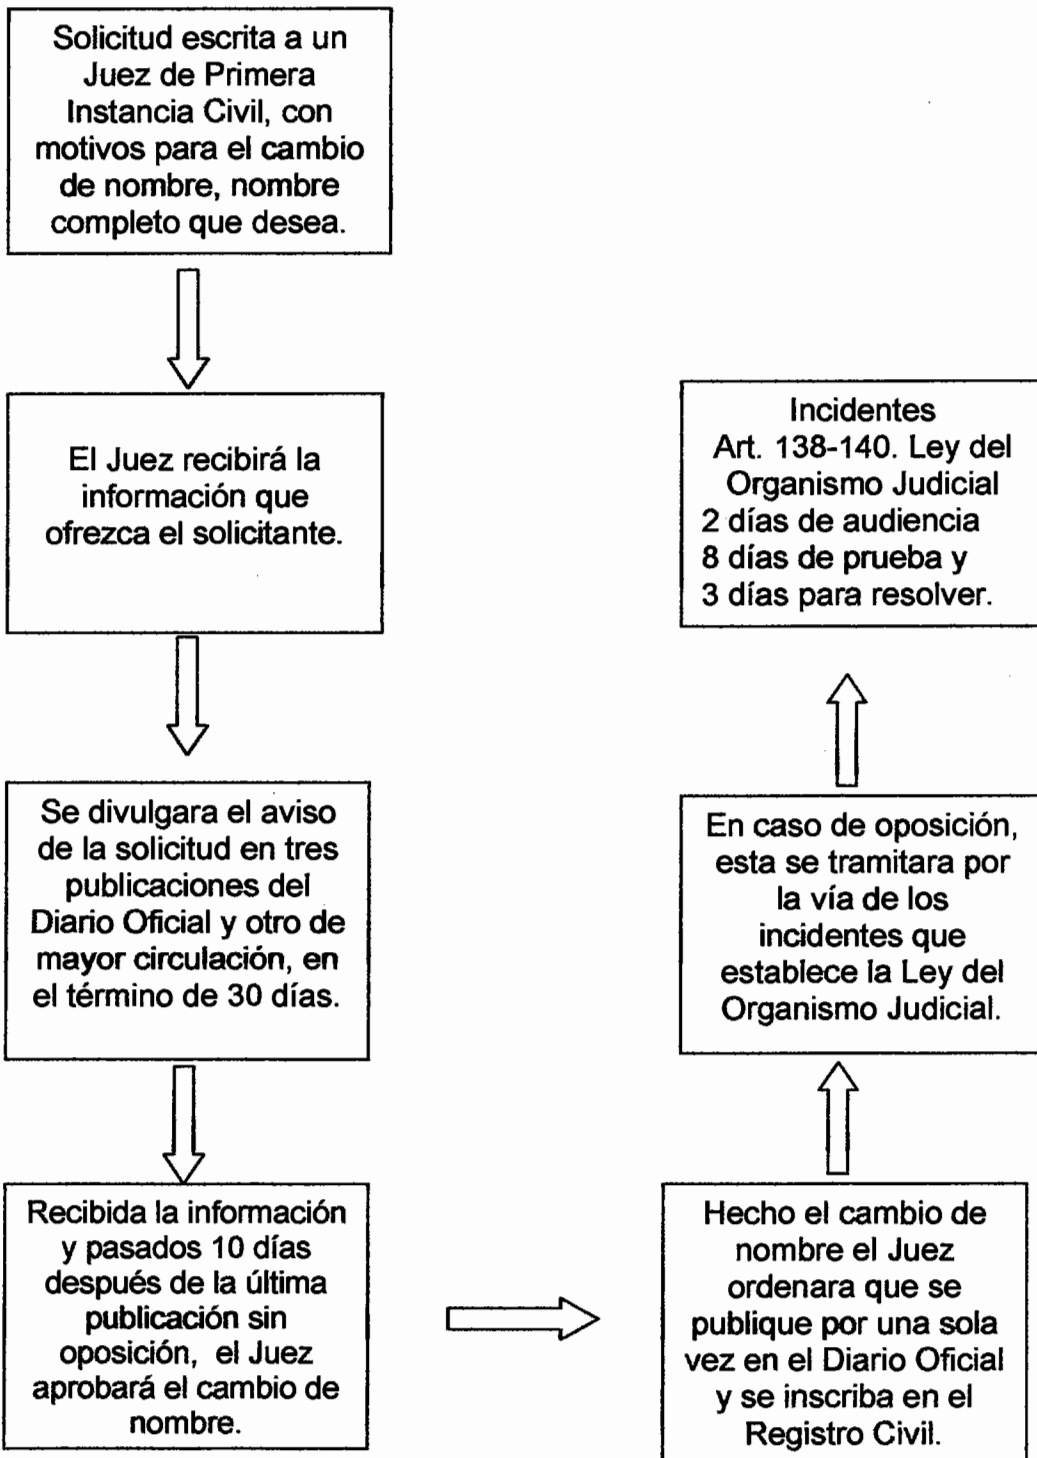 Solicitud escrita a un
Juez de Primera
Instancia Civil, con
motivos para el cambio
de nombre, nombre
completo que desea.
El Juez recibirá la
información que
ofrezca el solicitante.
Se divulgara el aviso
de la solicitud en tres
publicaciones del
Diario Oficial y otro de
mayor circulación, en
el término de 30 días.
Recibida la información
y pasados 10 días
después de la última
publicación sin
oposición, el Juez
aprobará el cambio de
nombre.
Hecho el cambio de
nombre el Juez
ordenara que se
publique por una sola
vez en el Diario Oficial
y se inscriba en el
Registro Civil.
En caso de oposición,
esta se tramitara por
la vía de los
incidentes que
establece la Ley del
Organismo Judicial.
Incidentes
Art. 138-140. Ley del
Organismo Judicial
2 días de audiencia
8 días de prueba y
3 días para resolver.